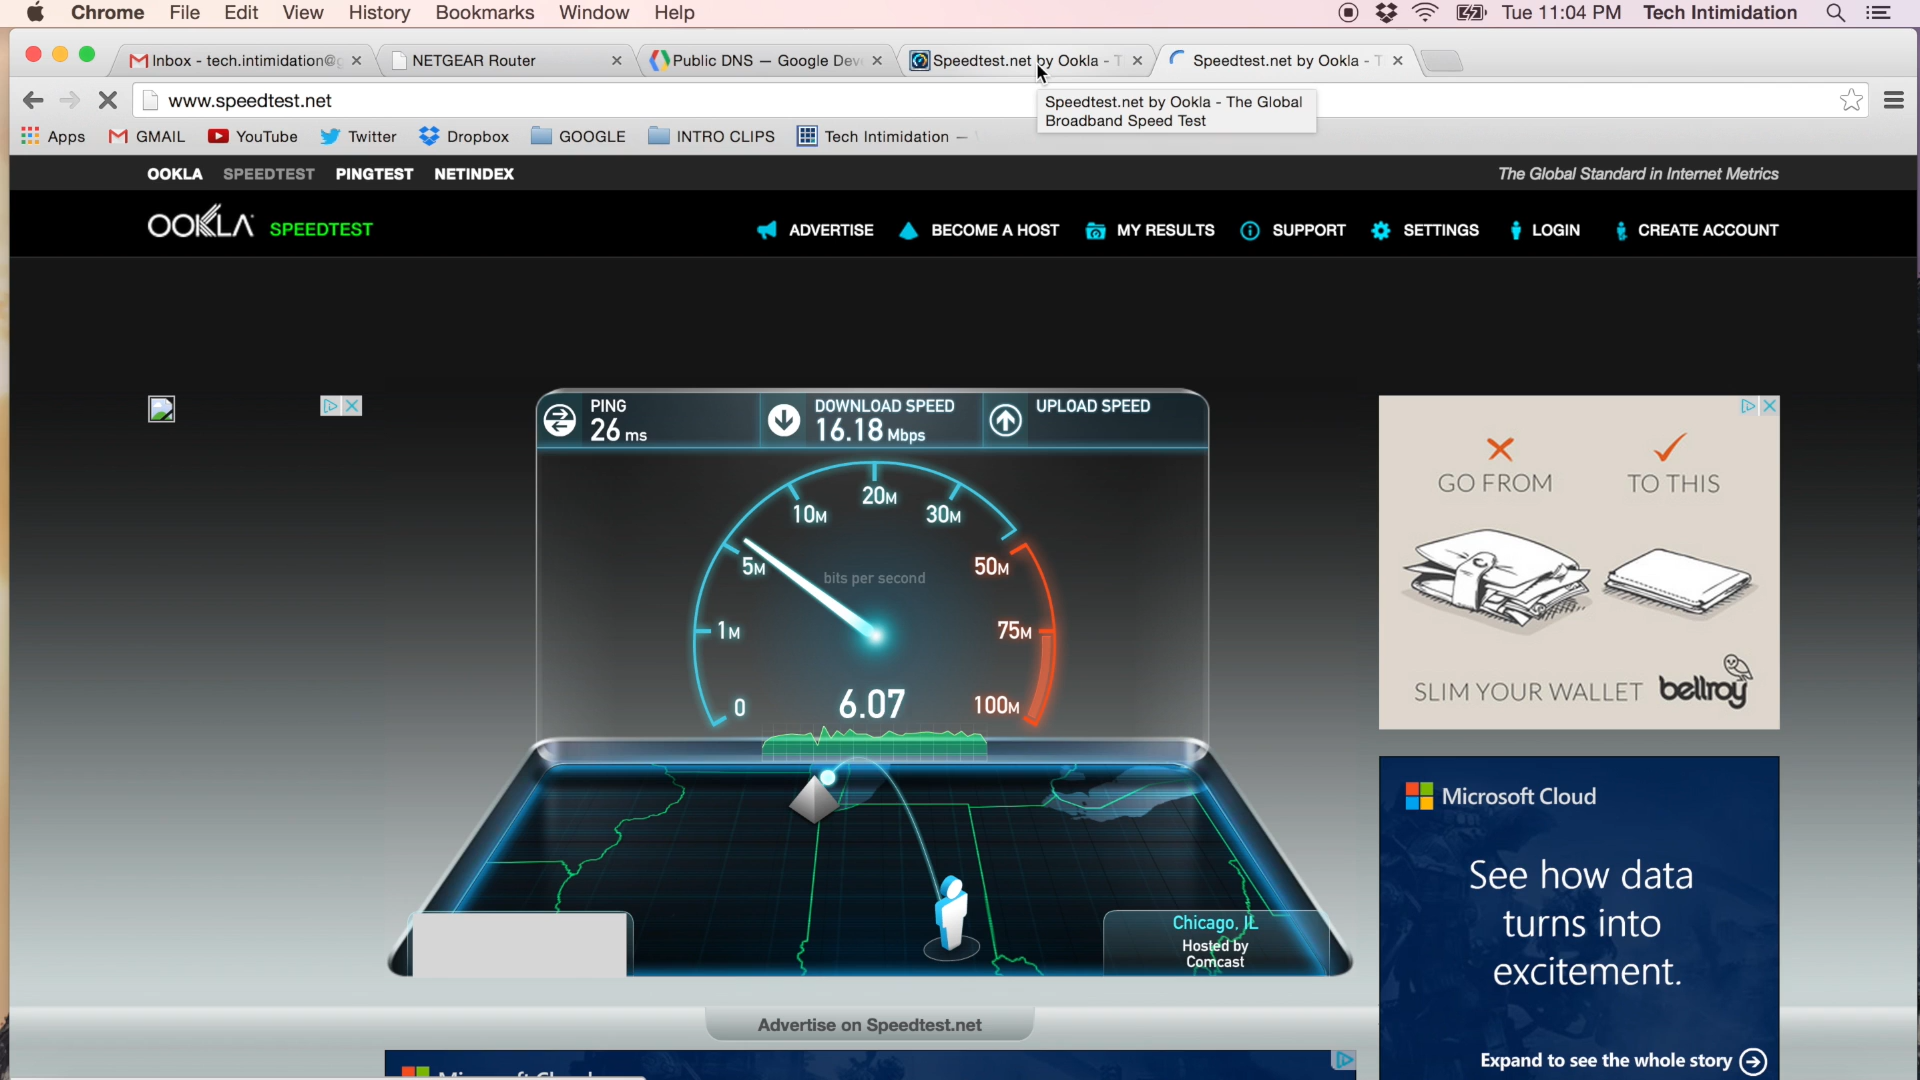 Chrome File Edit View History Bookmarks Window Help Tue 11:04 PM Tech Intimidation
Inbox - tech.intimidation@g
NETGEAR Router
Public DNS — Google Dev
Speedtest.net by Ookla - T
Speedtest.net by Ookla - T
www.speedtest.net
Speedtest.net by Ookla - The Global
Broadband Speed Test
Apps GMAIL YouTube Twitter Dropbox GOOGLE INTRO CLIPS Tech Intimidation —
OOKLA SPEEDTEST PINGTEST NETINDEX
The Global Standard in Internet Metrics
OOKLA SPEEDTEST
ADVERTISE BECOME A HOST MY RESULTS SUPPORT SETTINGS LOGIN CREATE ACCOUNT
PING
26 ms
DOWNLOAD SPEED
16.18 Mbps
UPLOAD SPEED
20M
10M
30M
5M
50M
bits per second
1M
75M
0
6.07
100M
Chicago, IL
Hosted by
Comcast
Advertise on Speedtest.net
GO FROM
TO THIS
SLIM YOUR WALLET bellroy
Microsoft Cloud
See how data
turns into
excitement.
Expand to see the whole story